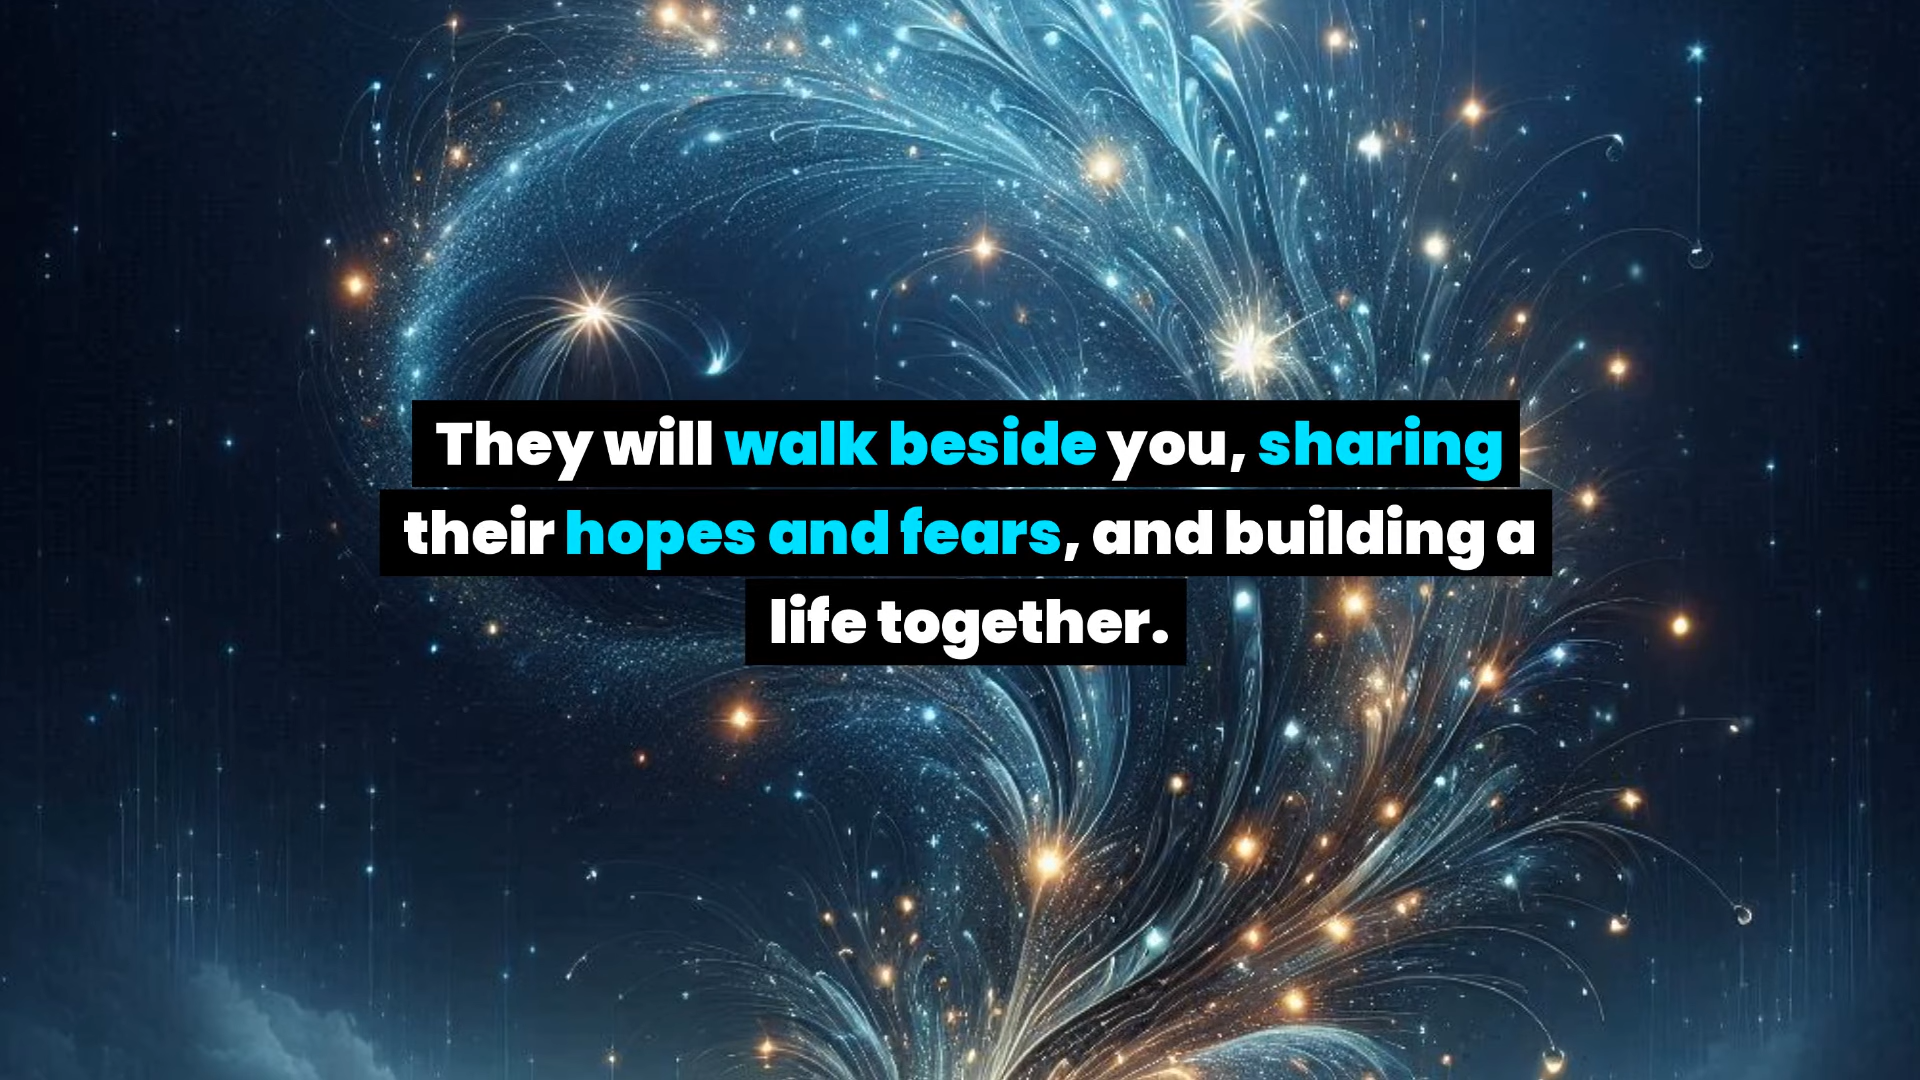 They will walk beside you, sharing
their hopes and fears, and building a
life together.